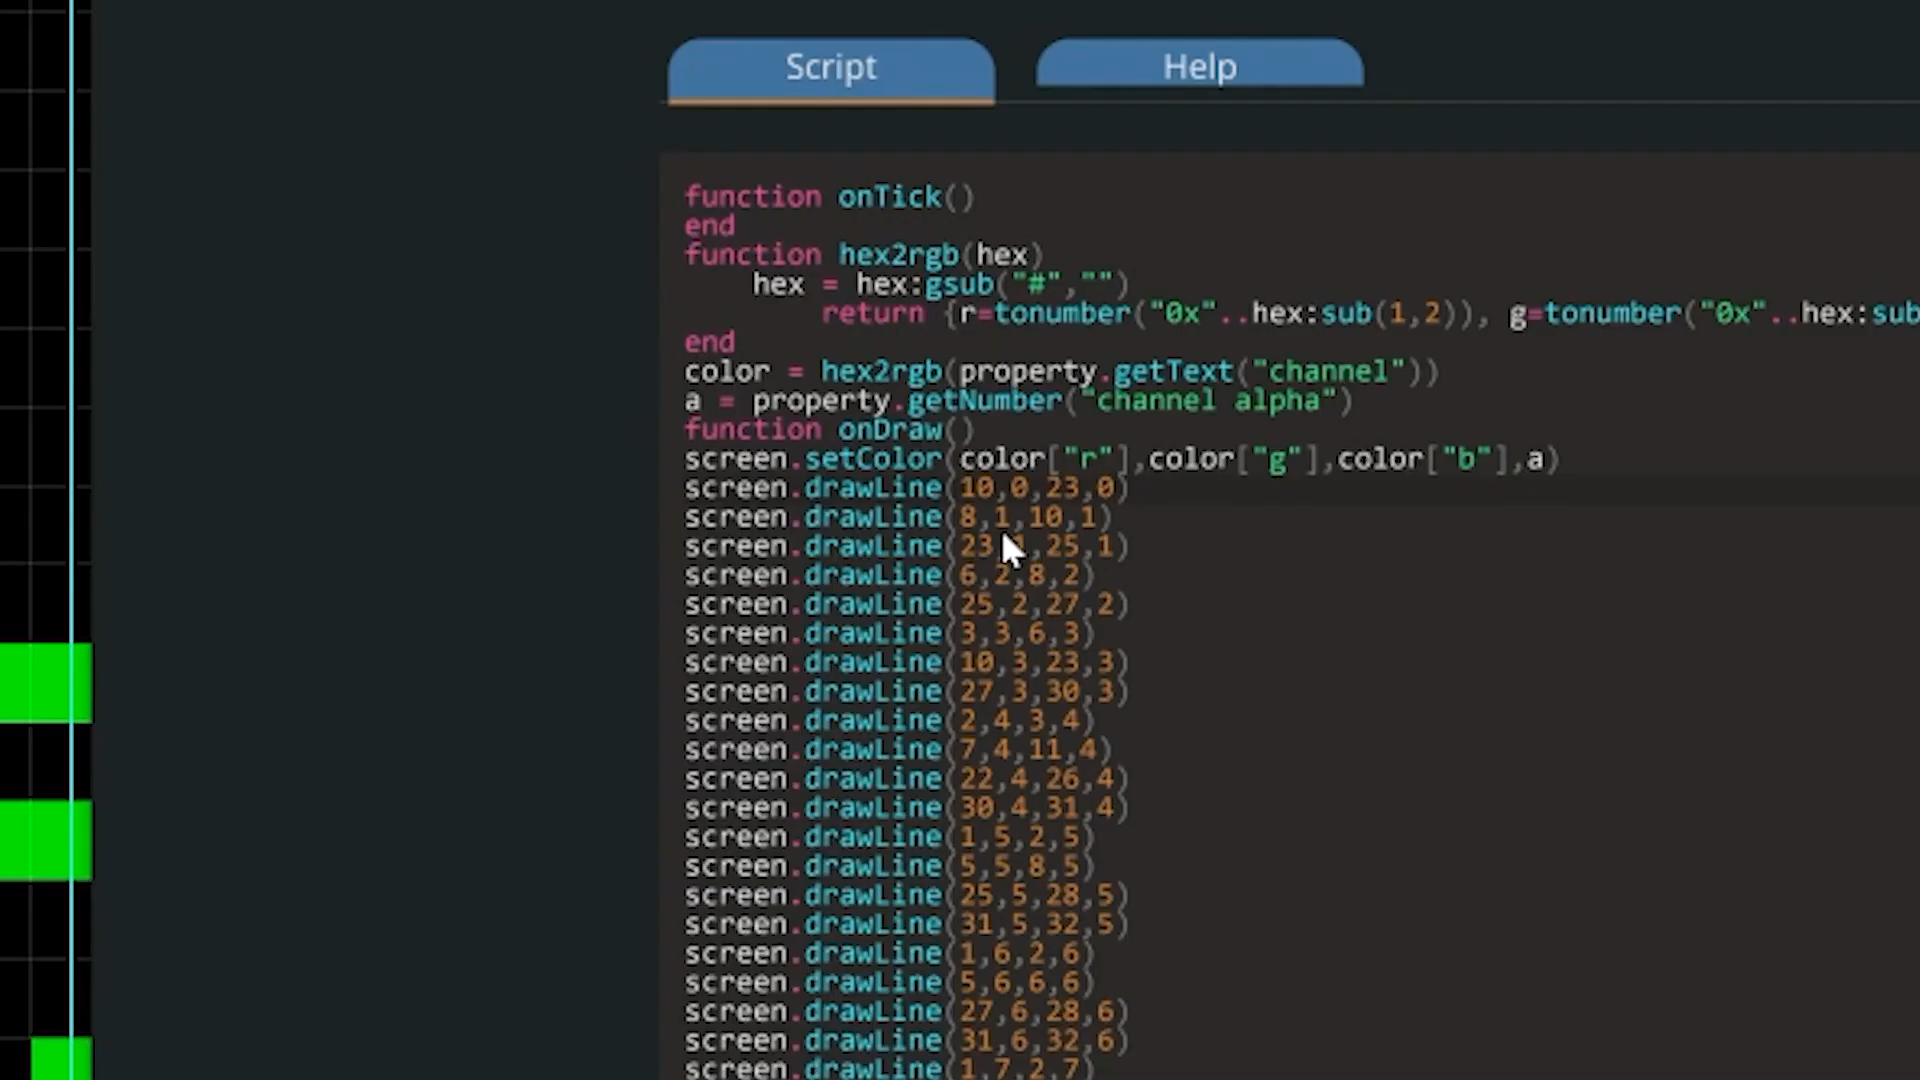 Script Help
function onTick()
end
function hex2rgb(hex)
hex = hex:gsub("#","")
return {r=tonumber("0x"..hex:sub(1,2)), g=tonumber("0x"..hex:sub
end
color = hex2rgb(property.getText("channel"))
a = property.getNumber("channel alpha")
function onDraw()
screen.setColor(color["r"],color["g"],color["b"],a)
screen.drawLine(10,0,23,0)
screen.drawLine(8,1,10,1)
screen.drawLine(23,1,25,1)
screen.drawLine(6,2,8,2)
screen.drawLine(25,2,27,2)
screen.drawLine(3,3,6,3)
screen.drawLine(10,3,23,3)
screen.drawLine(27,3,30,3)
screen.drawLine(2,4,3,4)
screen.drawLine(7,4,11,4)
screen.drawLine(22,4,26,4)
screen.drawLine(30,4,31,4)
screen.drawLine(1,5,2,5)
screen.drawLine(5,5,8,5)
screen.drawLine(25,5,28,5)
screen.drawLine(31,5,32,5)
screen.drawLine(1,6,2,6)
screen.drawLine(5,6,6,6)
screen.drawLine(27,6,28,6)
screen.drawLine(31,6,32,6)
screen.drawLine(1,7,2,7)